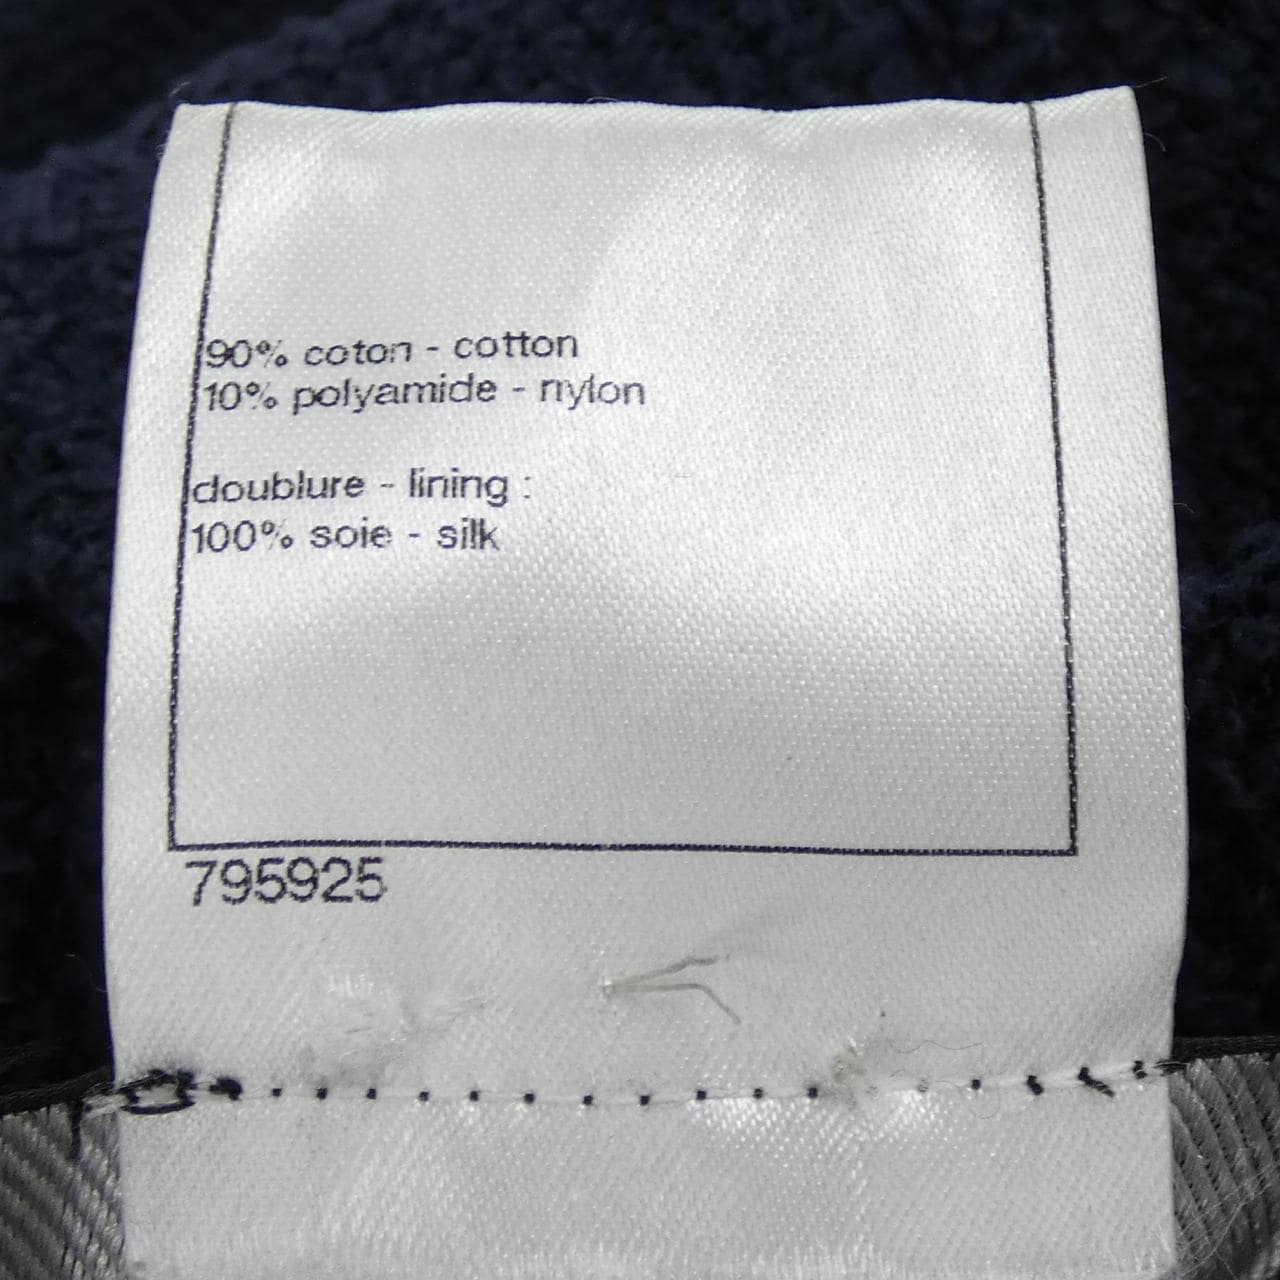 90% coton - cotton
10% polyamide - nylon
doublure - lining :
100% soie - silk
795925